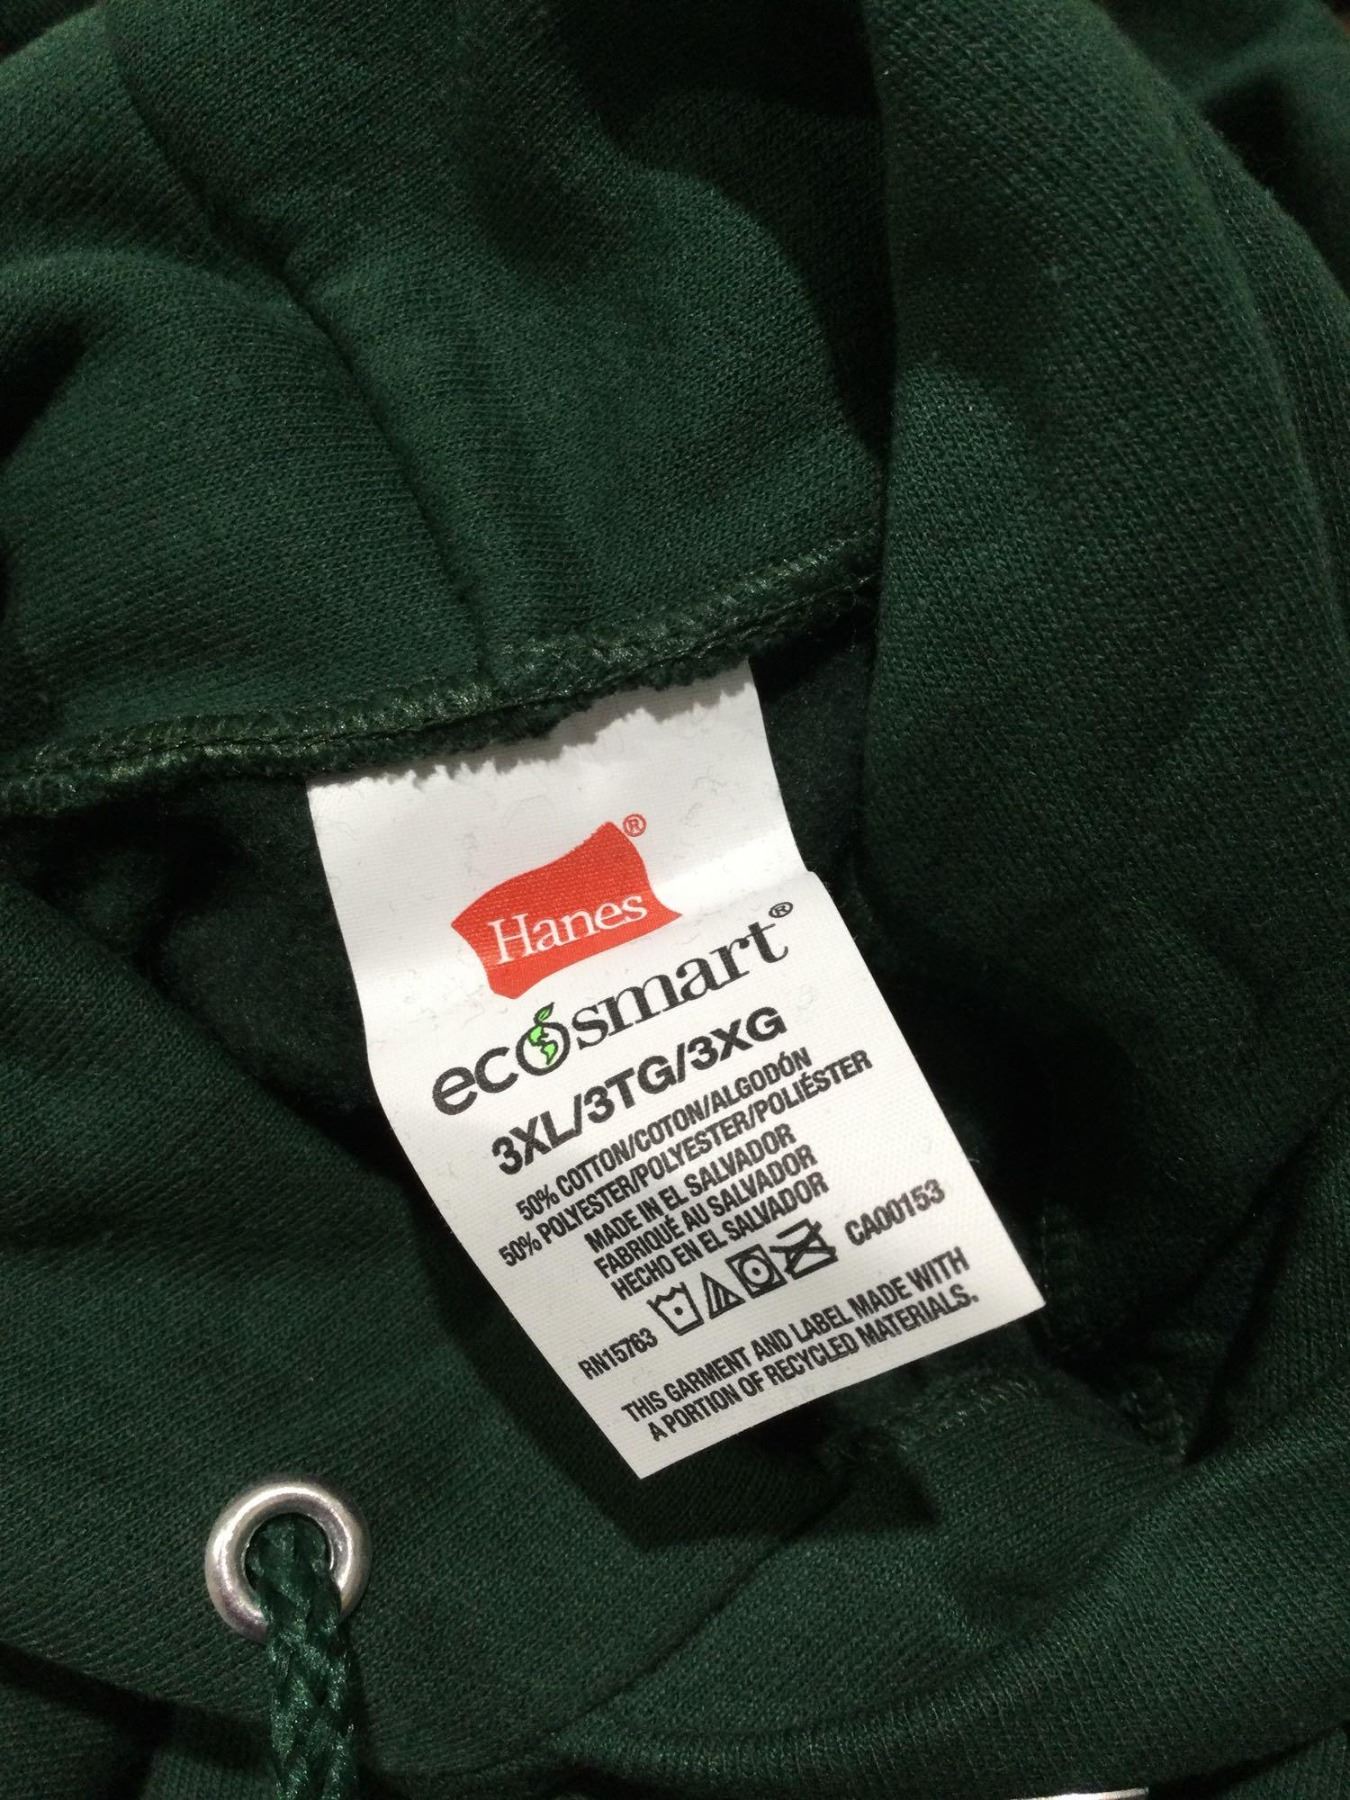 Hanes®
ecosmart®
3XL/3TG/3XG
50% COTTON/COTON/ALGODÓN
50% POLYESTER/POLYESTER/POLIÉSTER
MADE IN EL SALVADOR
FABRIQUÉ AU SALVADOR
HECHO EN EL SALVADOR
RN15763 CA00153
THIS GARMENT AND LABEL MADE WITH
A PORTION OF RECYCLED MATERIALS.